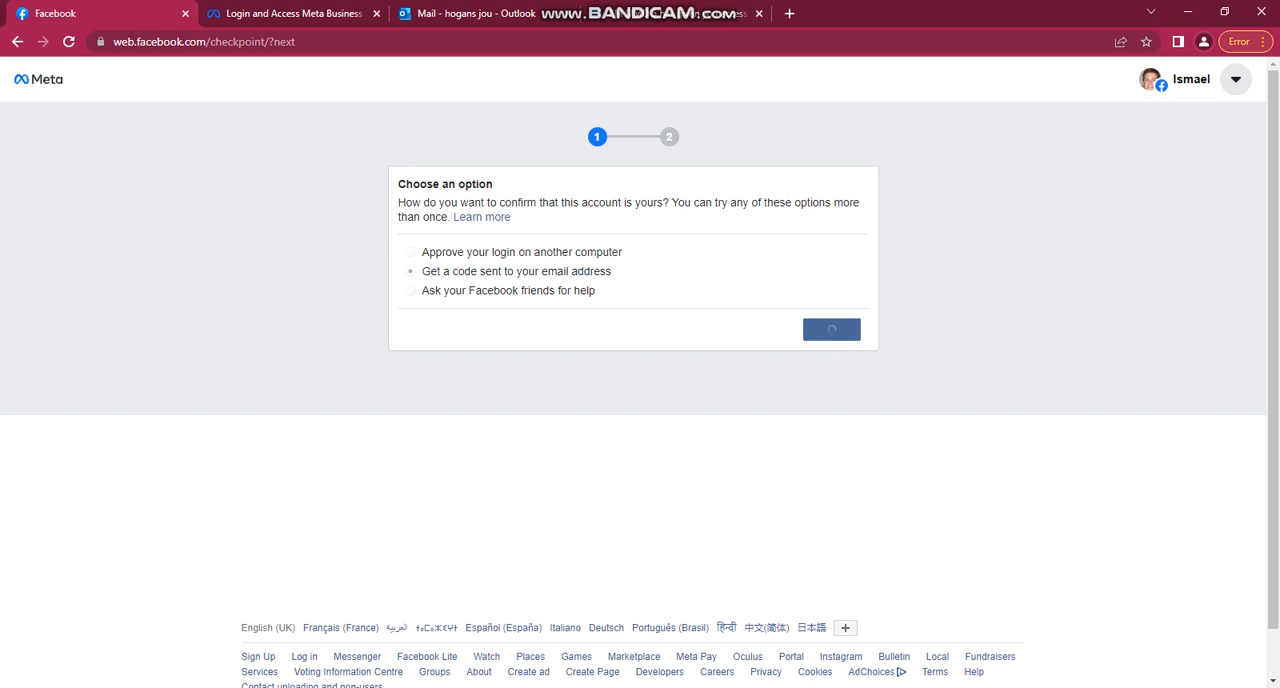 Facebook
Login and Access Meta Business
Mail - hogans jou - Outlook
www.BANDICAM.com
web.facebook.com/checkpoint/?next
Error
Meta
Ismael
1
2
Choose an option
How do you want to confirm that this account is yours? You can try any of these options more
than once. Learn more
Approve your login on another computer
Get a code sent to your email address
Ask your Facebook friends for help
English (UK) Français (France) العربية ⵜⴰⵎⴰⵣⵉⵖⵜ Español (España) Italiano Deutsch Português (Brasil) हिन्दी 中文(简体) 日本語
Sign Up Log in Messenger Facebook Lite Watch Places Games Marketplace Meta Pay Oculus Portal Instagram Bulletin Local Fundraisers
Services Voting Information Centre Groups About Create ad Create Page Developers Careers Privacy Cookies AdChoices Terms Help
Contact uploading and non-users